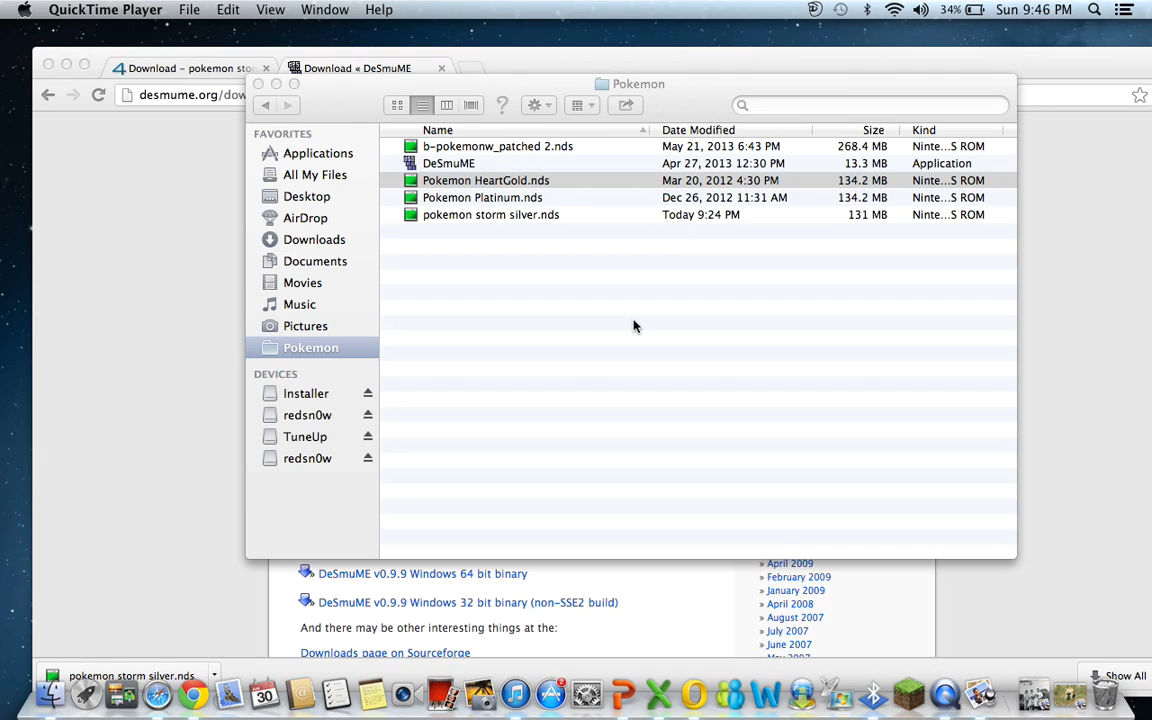 QuickTime Player File Edit View Window Help 34% Sun 9:46 PM
Download – pokemon sto × Download « DeSmuME ×
desmume.org/dow
Pokemon
FAVORITES
Applications
All My Files
Desktop
AirDrop
Downloads
Documents
Movies
Music
Pictures
Pokemon
DEVICES
Installer
redsn0w
TuneUp
redsn0w
Name Date Modified Size Kind
b-pokemonw_patched 2.nds May 21, 2013 6:43 PM 268.4 MB Ninte...S ROM
DeSmuME Apr 27, 2013 12:30 PM 13.3 MB Application
Pokemon HeartGold.nds Mar 20, 2012 4:30 PM 134.2 MB Ninte...S ROM
Pokemon Platinum.nds Dec 26, 2012 11:31 AM 134.2 MB Ninte...S ROM
pokemon storm silver.nds Today 9:24 PM 131 MB Ninte...S ROM
DeSmuME v0.9.9 Windows 64 bit binary
DeSmuME v0.9.9 Windows 32 bit binary (non-SSE2 build)
And there may be other interesting things at the:
Downloads page on Sourceforge
» April 2009
» February 2009
» January 2009
» April 2008
» August 2007
» July 2007
» June 2007
pokemon storm silver.nds
Show All
30
2